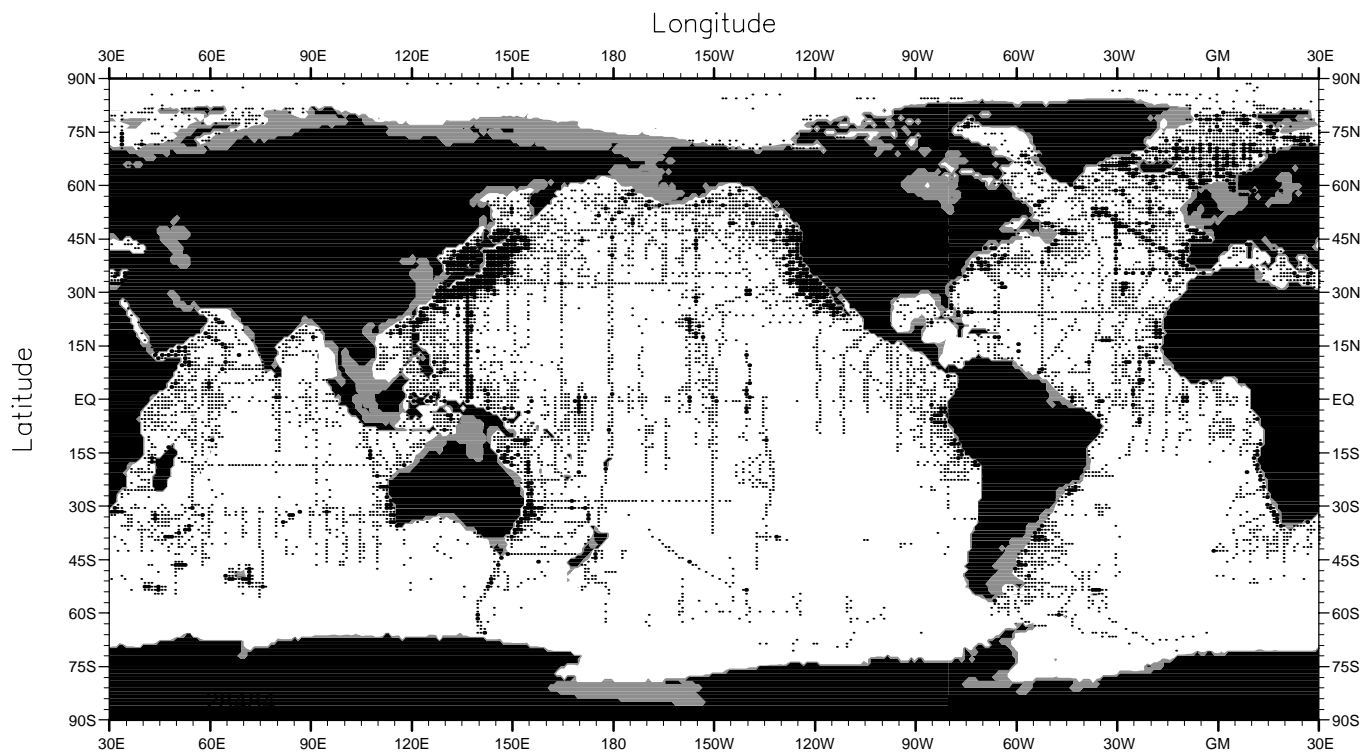 Longitude
30E 60E 90E 120E 150E 180 150W 120W 90W 60W 30W GM 30E
90N 90N
75N 75N
60N 60N
45N 45N
30N 30N
15N 15N
Latitude
EQ EQ
15S 15S
30S 30S
45S 45S
60S 60S
75S 75S
90S 90S
30E 60E 90E 120E 150E 180 150W 120W 90W 60W 30W GM 30E